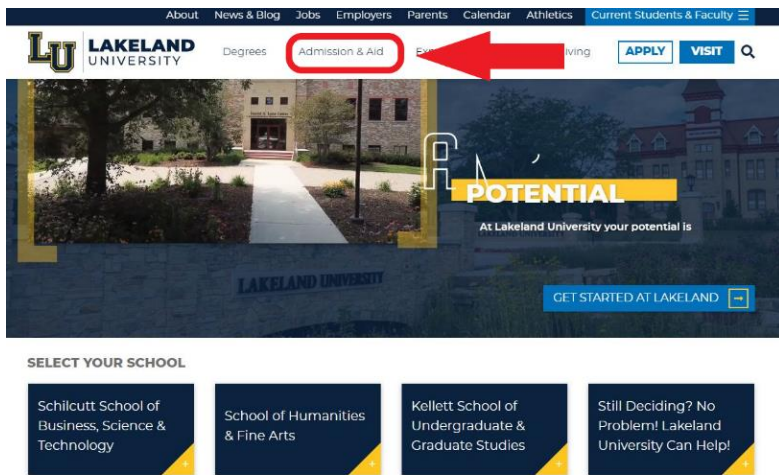 About News & Blog Jobs Employers Parents Calendar Athletics Current Students & Faculty
LU LAKELAND UNIVERSITY
Degrees Admission & Aid APPLY VISIT
POTENTIAL
At Lakeland University your potential is
LAKELAND UNIVERSITY
GET STARTED AT LAKELAND
SELECT YOUR SCHOOL
Schilcutt School of
Business, Science &
Technology
School of Humanities
& Fine Arts
Kellett School of
Undergraduate &
Graduate Studies
Still Deciding? No
Problem! Lakeland
University Can Help!